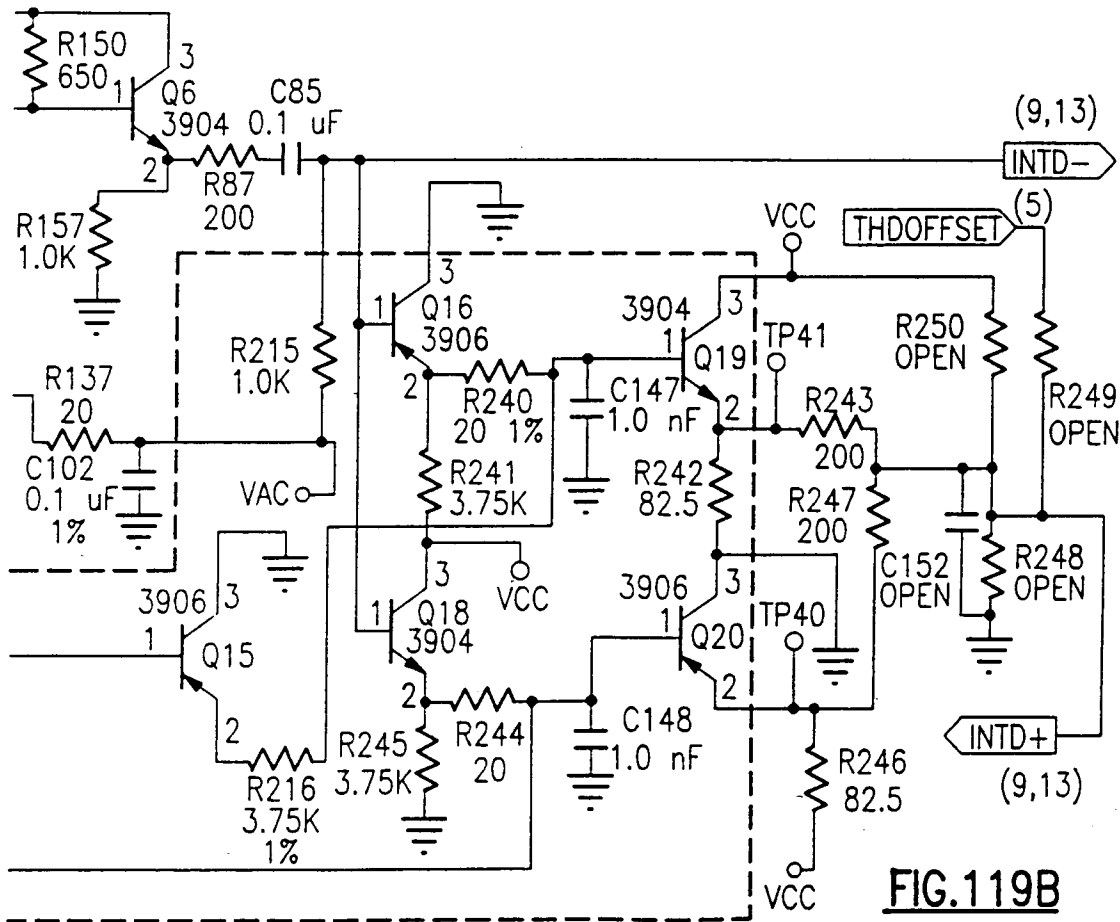 R150
650
3
1
Q6
3904
2
C85
0.1 uF
R87
200
R157
1.0K
(9,13)
INTD-
(5)
THDOFFSET
VCC
3
1
Q16
3906
2
R215
1.0K
R137
20
C102
0.1 uF
1%
VAC
R240
20 1%
R241
3.75K
C147
1.0 nF
3904
3
1
Q19
2
TP41
R243
200
R242
82.5
R247
200
R250
OPEN
R249
OPEN
C152
OPEN
R248
OPEN
3906
3
1
Q15
2
R216
3.75K
1%
VCC
3
1
Q18
3904
2
R244
20
R245
3.75K
C148
1.0 nF
3906
3
1
Q20
2
TP40
R246
82.5
VCC
INTD+
(9,13)
FIG.119B